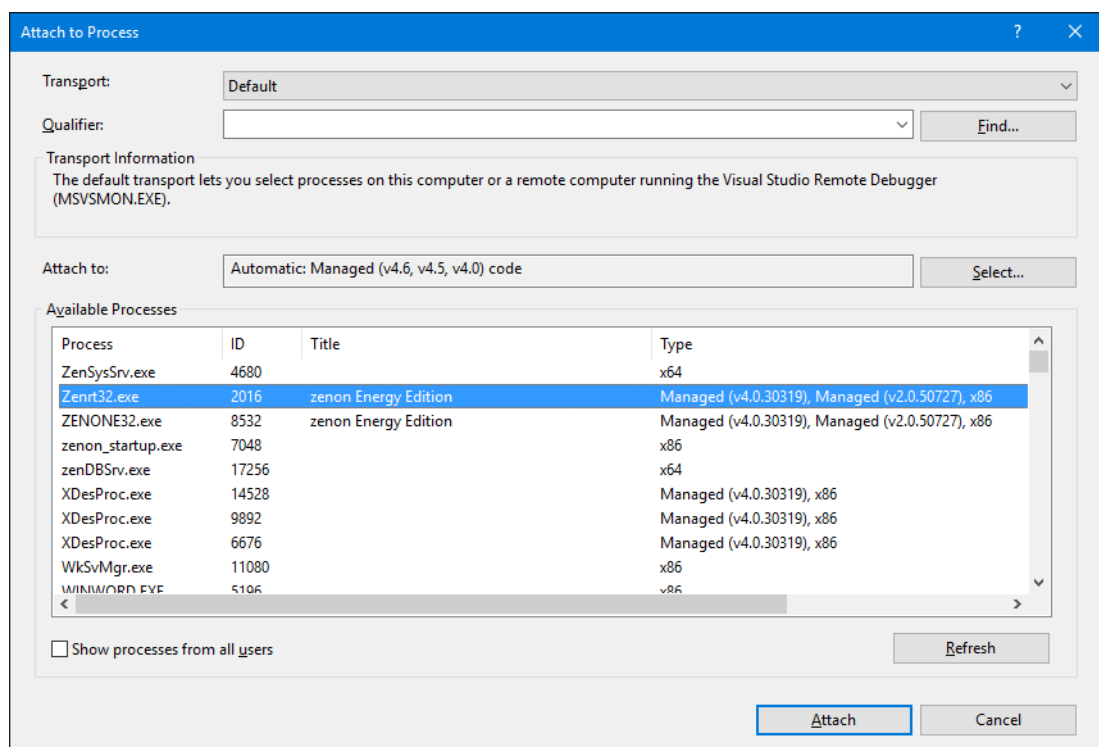 Attach to Process
Transport:
Default
Qualifier:
Find...
Transport Information
The default transport lets you select processes on this computer or a remote computer running the Visual Studio Remote Debugger
(MSVSMON.EXE).
Attach to:
Automatic: Managed (v4.6, v4.5, v4.0) code
Select...
Available Processes
Process ID Title Type
ZenSysSrv.exe 4680 x64
Zenrt32.exe 2016 zenon Energy Edition Managed (v4.0.30319), Managed (v2.0.50727), x86
ZENONE32.exe 8532 zenon Energy Edition Managed (v4.0.30319), Managed (v2.0.50727), x86
zenon_startup.exe 7048 x86
zenDBSrv.exe 17256 x64
XDesProc.exe 14528 Managed (v4.0.30319), x86
XDesProc.exe 9892 Managed (v4.0.30319), x86
XDesProc.exe 6676 Managed (v4.0.30319), x86
WkSvMgr.exe 11080 x86
WINWORD.EXE 5196 x86
Show processes from all users
Refresh
Attach
Cancel